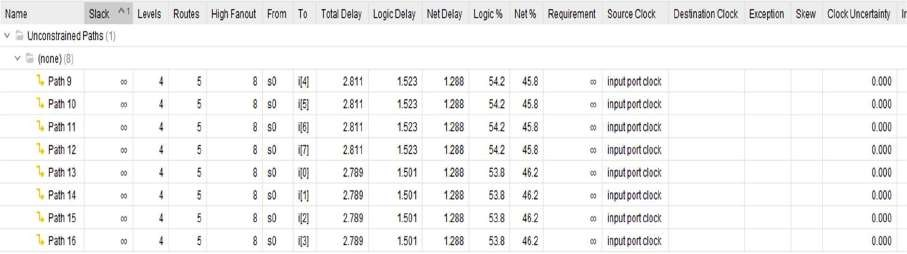 Name Slack ^1 Levels Routes High Fanout From To Total Delay Logic Delay Net Delay Logic % Net % Requirement Source Clock Destination Clock Exception Skew Clock Uncertainty
Unconstrained Paths (1)
(none) (8)
Path 9 ∞ 4 5 8 s0 i[4] 2.811 1.523 1.288 54.2 45.8 ∞ input port clock 0.000
Path 10 ∞ 4 5 8 s0 i[5] 2.811 1.523 1.288 54.2 45.8 ∞ input port clock 0.000
Path 11 ∞ 4 5 8 s0 i[6] 2.811 1.523 1.288 54.2 45.8 ∞ input port clock 0.000
Path 12 ∞ 4 5 8 s0 i[7] 2.811 1.523 1.288 54.2 45.8 ∞ input port clock 0.000
Path 13 ∞ 4 5 8 s0 i[0] 2.789 1.501 1.288 53.8 46.2 ∞ input port clock 0.000
Path 14 ∞ 4 5 8 s0 i[1] 2.789 1.501 1.288 53.8 46.2 ∞ input port clock 0.000
Path 15 ∞ 4 5 8 s0 i[2] 2.789 1.501 1.288 53.8 46.2 ∞ input port clock 0.000
Path 16 ∞ 4 5 8 s0 i[3] 2.789 1.501 1.288 53.8 46.2 ∞ input port clock 0.000